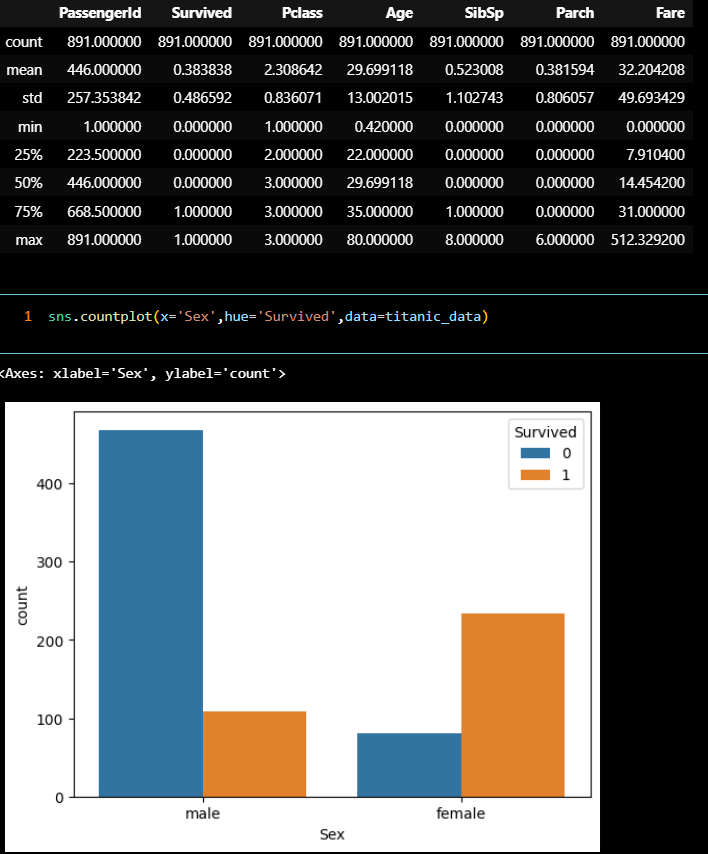 PassengerId Survived Pclass Age SibSp Parch Fare
count 891.000000 891.000000 891.000000 891.000000 891.000000 891.000000 891.000000
mean 446.000000 0.383838 2.308642 29.699118 0.523008 0.381594 32.204208
std 257.353842 0.486592 0.836071 13.002015 1.102743 0.806057 49.693429
min 1.000000 0.000000 1.000000 0.420000 0.000000 0.000000 0.000000
25% 223.500000 0.000000 2.000000 22.000000 0.000000 0.000000 7.910400
50% 446.000000 0.000000 3.000000 29.699118 0.000000 0.000000 14.454200
75% 668.500000 1.000000 3.000000 35.000000 1.000000 0.000000 31.000000
max 891.000000 1.000000 3.000000 80.000000 8.000000 6.000000 512.329200
1 sns.countplot(x='Sex',hue='Survived',data=titanic_data)
<Axes: xlabel='Sex', ylabel='count'>
Survived
0
1
400
300
200
100
0
count
male female
Sex